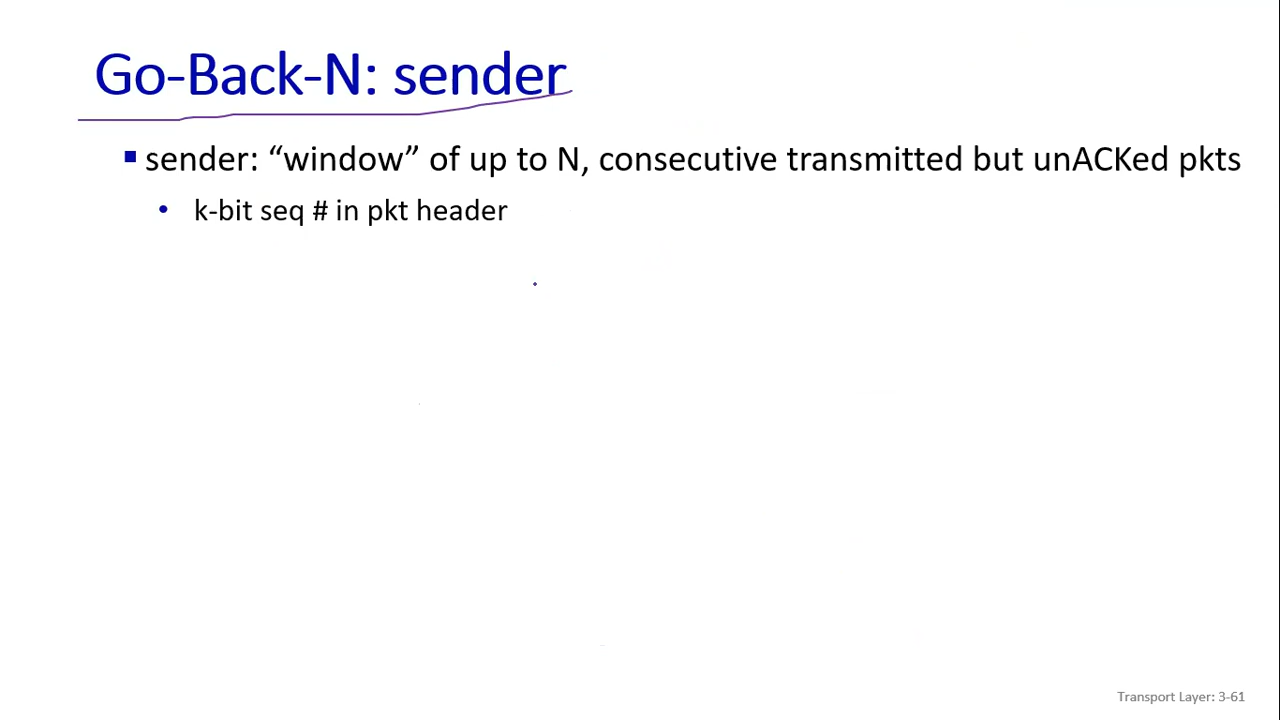 Go-Back-N: sender
sender: “window” of up to N, consecutive transmitted but unACKed pkts
k-bit seq # in pkt header
Transport Layer: 3-61